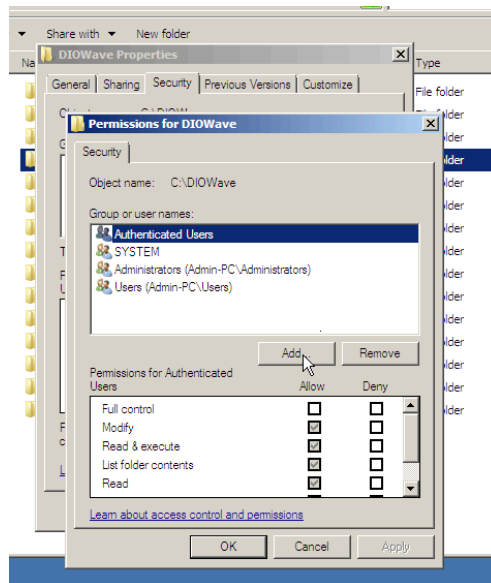 Share with New folder
Na
Type
DIOWave Properties
General Sharing Security Previous Versions Customize
File folder
Permissions for DIOWave
Security
Object name: C:\DIOWave
Group or user names:
Authenticated Users
SYSTEM
Administrators (Admin-PC\Administrators)
Users (Admin-PC\Users)
Add... Remove
Permissions for Authenticated
Users Allow Deny
Full control
Modify
Read & execute
List folder contents
Read
Learn about access control and permissions
OK Cancel Apply